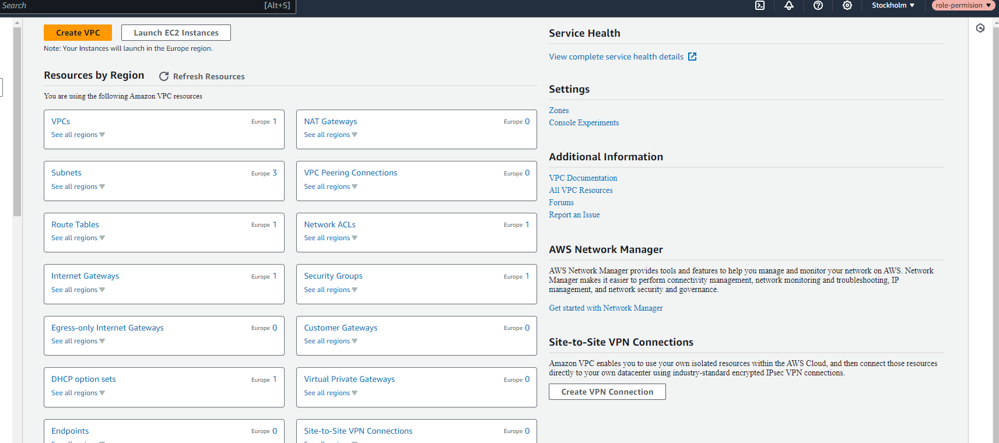 Search [Alt+S] Stockholm role-permision
Create VPC Launch EC2 Instances
Note: Your Instances will launch in the Europe region.
Resources by Region Refresh Resources
You are using the following Amazon VPC resources
VPCs Europe 1
See all regions
NAT Gateways Europe 0
See all regions
Subnets Europe 3
See all regions
VPC Peering Connections Europe 0
See all regions
Route Tables Europe 1
See all regions
Network ACLs Europe 1
See all regions
Internet Gateways Europe 1
See all regions
Security Groups Europe 1
See all regions
Egress-only Internet Gateways Europe 0
See all regions
Customer Gateways Europe 0
See all regions
DHCP option sets Europe 1
See all regions
Virtual Private Gateways Europe 0
See all regions
Endpoints Europe 0
Site-to-Site VPN Connections Europe 0
Service Health
View complete service health details
Settings
Zones
Console Experiments
Additional Information
VPC Documentation
All VPC Resources
Forums
Report an Issue
AWS Network Manager
AWS Network Manager provides tools and features to help you manage and monitor your network on AWS. Network
Manager makes it easier to perform connectivity management, network monitoring and troubleshooting, IP
management, and network security and governance.
Get started with Network Manager
Site-to-Site VPN Connections
Amazon VPC enables you to use your own isolated resources within the AWS Cloud, and then connect those resources
directly to your own datacenter using industry-standard encrypted IPsec VPN connections.
Create VPN Connection